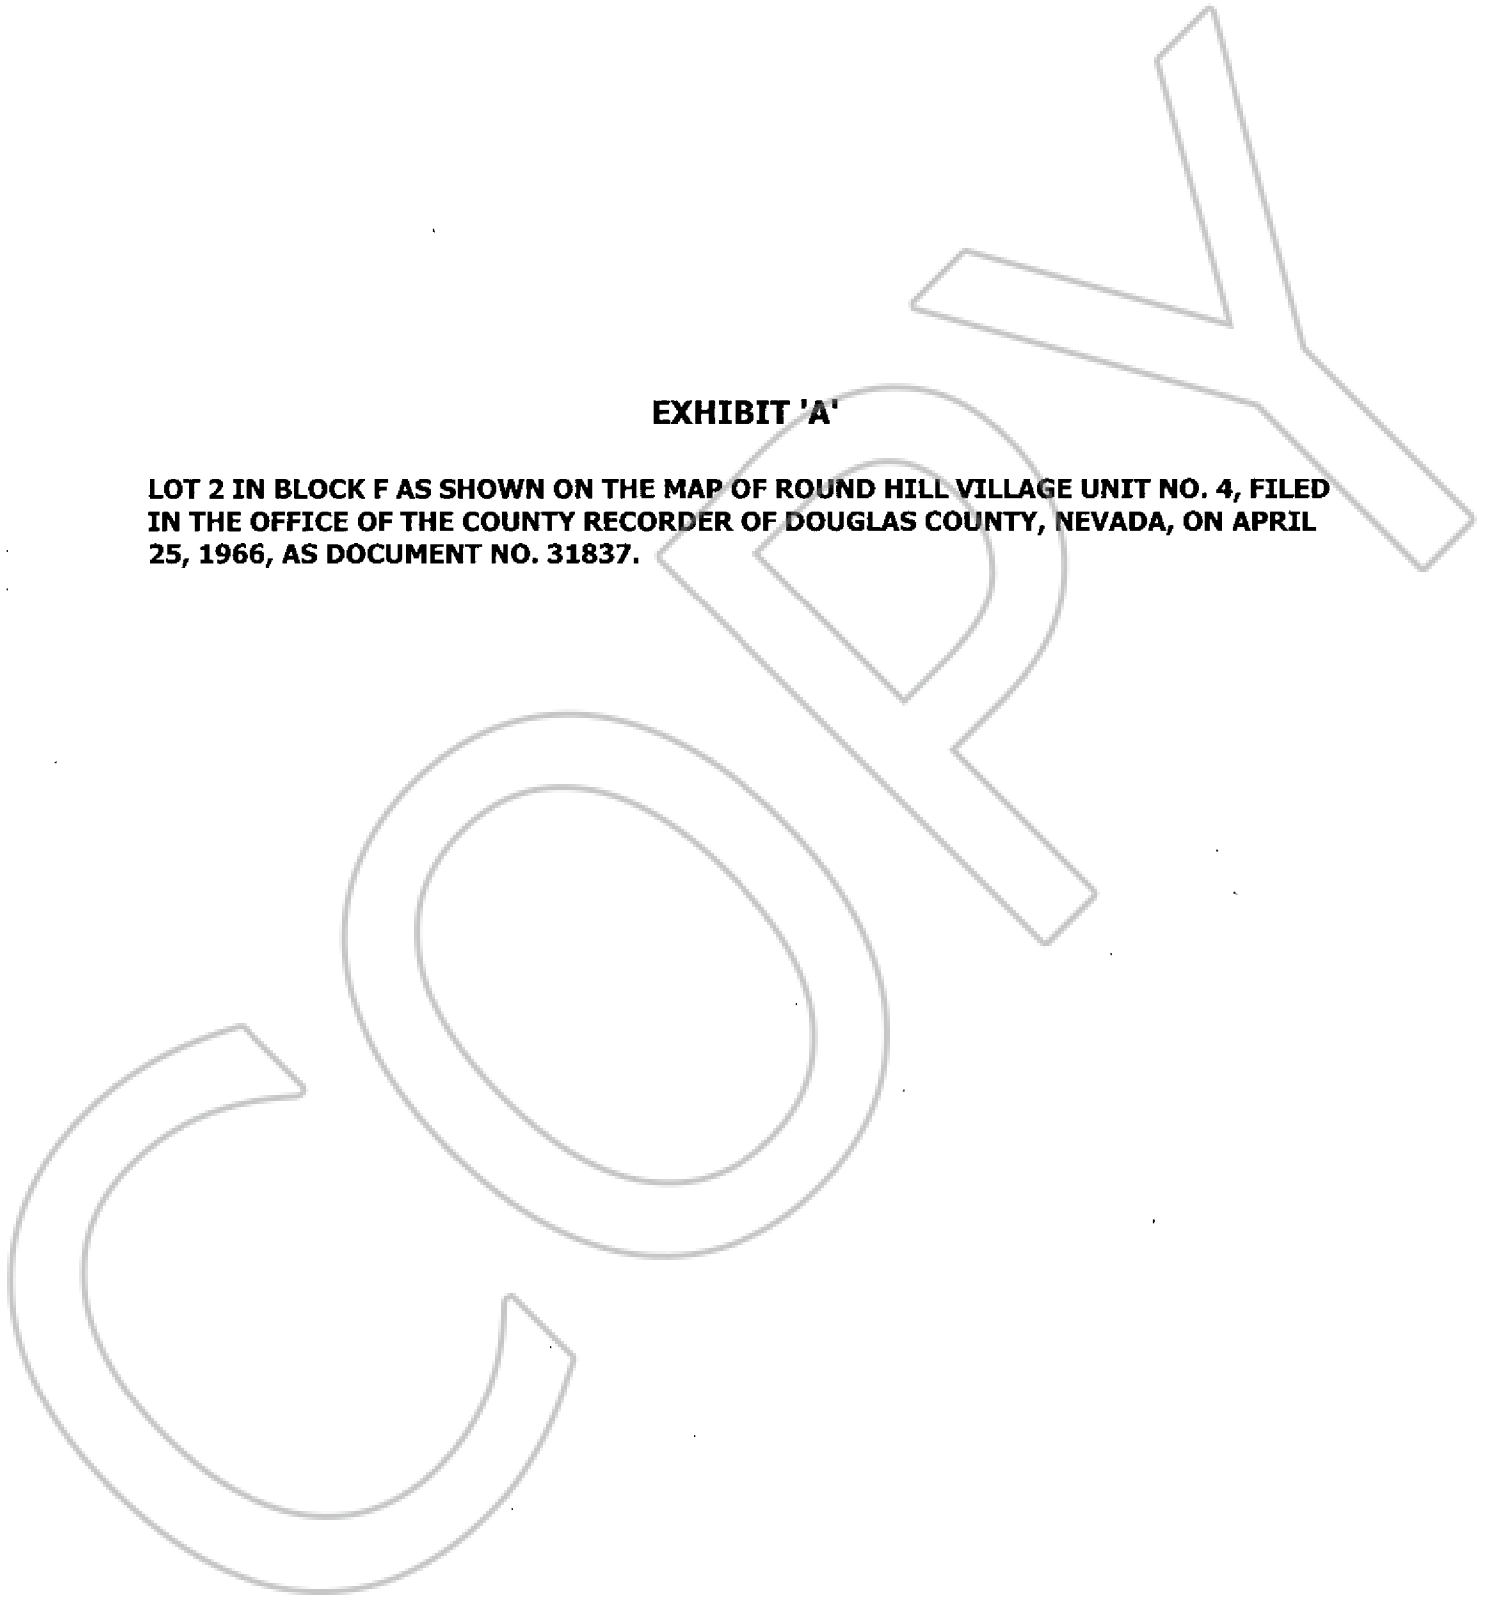 EXHIBIT 'A'
LOT 2 IN BLOCK F AS SHOWN ON THE MAP OF ROUND HILL VILLAGE UNIT NO. 4, FILED
IN THE OFFICE OF THE COUNTY RECORDER OF DOUGLAS COUNTY, NEVADA, ON APRIL
25, 1966, AS DOCUMENT NO. 31837.
COPY